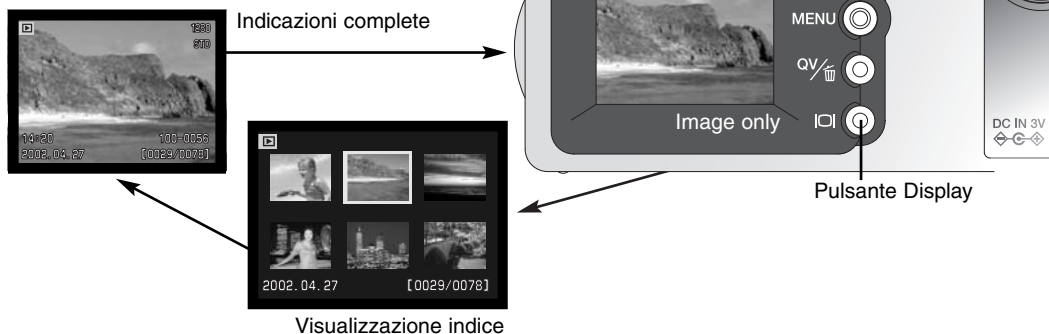 Indicazioni complete
1280
STD
14:20
100-0056
2002.04.27
[0029/0078]
MENU
QV/
Image only
DC IN 3V
Pulsante Display
2002.04.27
[0029/0078]
Visualizzazione indice